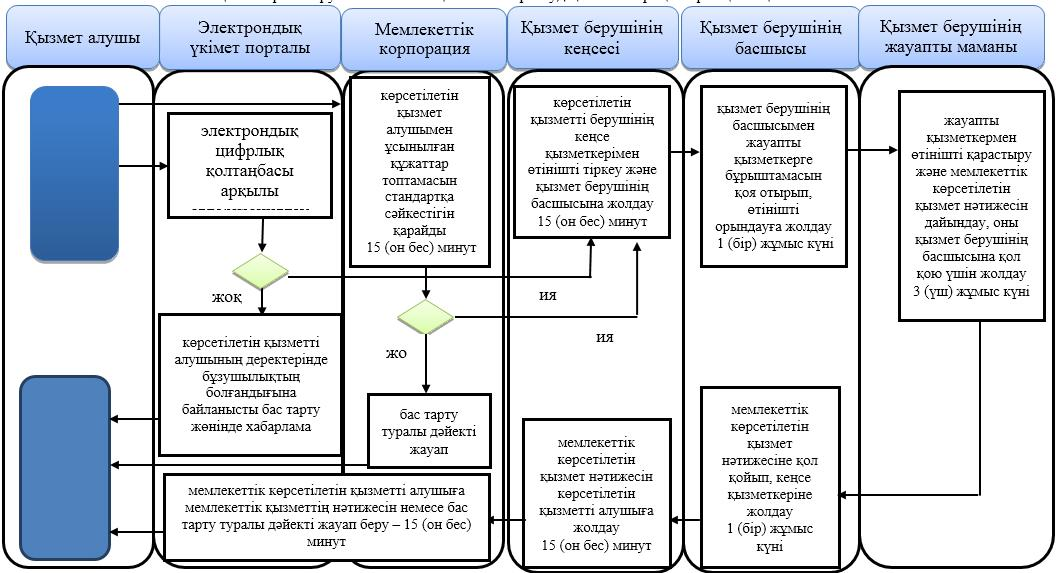 Қызмет алушы
Электрондық
үкімет порталы
Мемлекеттік
корпорация
Қызмет берушінің
кеңсесі
Қызмет берушінің
басшысы
Қызмет берушінің
жауапты маманы
электрондық
цифрлық
қолтаңбасы
арқылы
көрсетілетін
қызмет
алушымен
ұсынылған
құжаттар
топтамасын
стандартқа
сәйкестігін
қарайды
15 (он бес) минут
көрсетілетін
қызметті берушінің
кеңсе
қызметкерімен
өтінішті тіркеу және
қызмет берушінің
басшысына жолдау
15 (он бес) минут
қызмет берушінің
басшысымен
жауапты
қызметкерге
бұрыштамасын
қоя отырып,
өтінішті
орындауға жолдау
1 (бір) жұмыс күні
жауапты
қызметкермен
өтінішті қарастыру
және мемлекеттік
көрсетілетін
қызмет нәтижесін
дайындау, оны
қызмет берушінің
басшысына қол
қою үшін жолдау
3 (үш) жұмыс күні
жоқ
ия
жо
ия
көрсетілетін қызметті
алушының деректерінде
бұзушылықтың
болғандығына
байланысты бас тарту
жөнінде хабарлама
бас тарту
туралы дәйекті
жауап
мемлекеттік
көрсетілетін
қызмет нәтижесін
көрсетілетін
қызметті алушыға
жолдау
15 (он бес) минут
мемлекеттік
көрсетілетін
қызмет
нәтижесіне қол
қойып, кеңсе
қызметкеріне
жолдау
1 (бір) жұмыс
күні
мемлекеттік көрсетілетін қызметті алушыға
мемлекеттік қызметтің нәтижесін немесе бас
тарту туралы дәйекті жауап беру – 15 (он бес)
минут